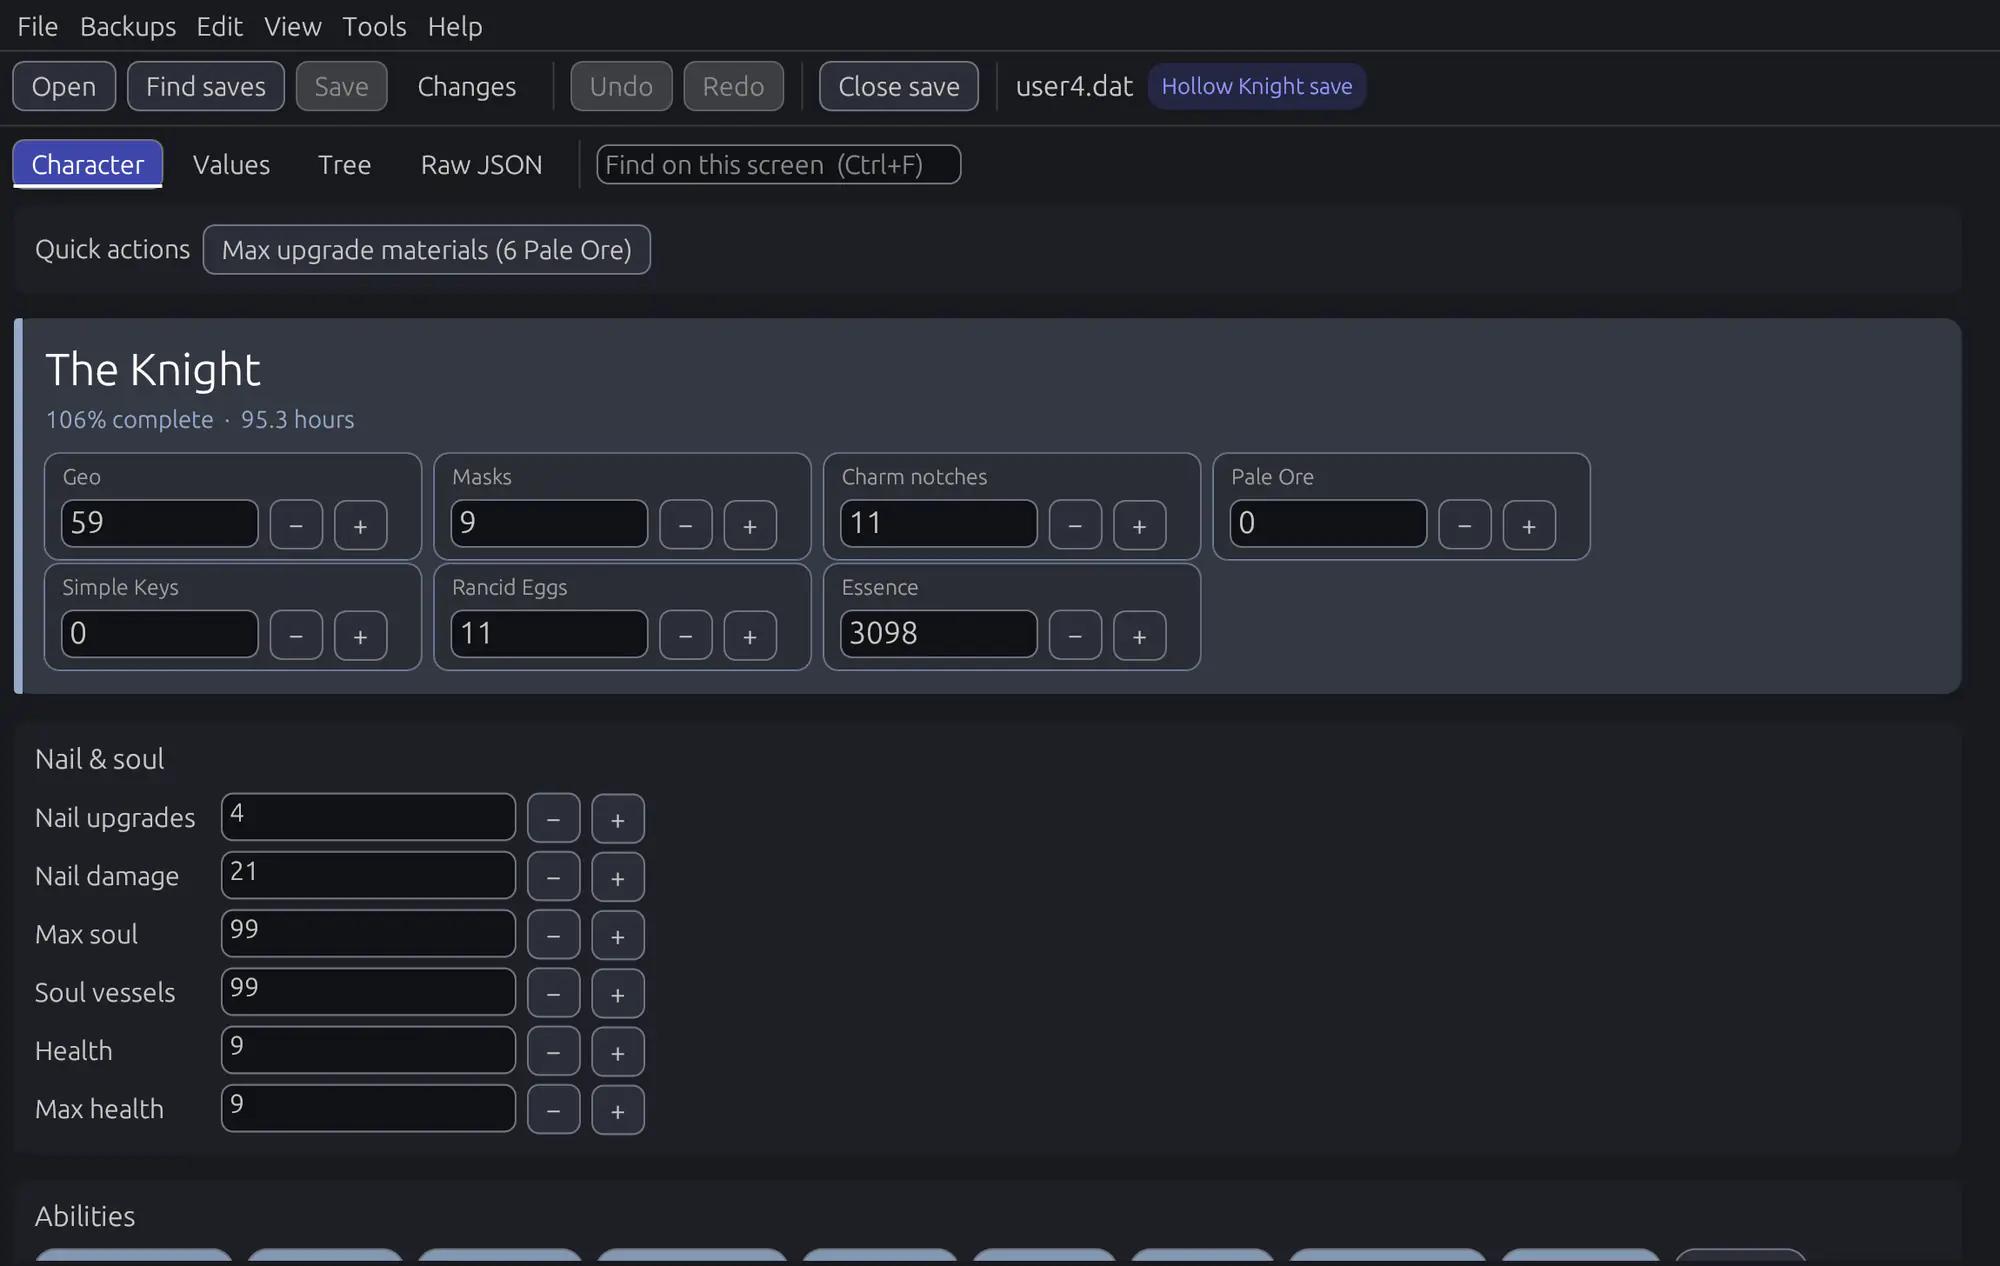 File Backups Edit View Tools Help
Open Find saves Save Changes Undo Redo Close save user4.dat Hollow Knight save
Character Values Tree Raw JSON Find on this screen (Ctrl+F)
Quick actions Max upgrade materials (6 Pale Ore)
The Knight
106% complete · 95.3 hours
Geo Masks Charm notches Pale Ore
59 − + 9 − + 11 − + 0 − +
Simple Keys Rancid Eggs Essence
0 − + 11 − + 3098 − +
Nail & soul
Nail upgrades 4 − +
Nail damage 21 − +
Max soul 99 − +
Soul vessels 99 − +
Health 9 − +
Max health 9 − +
Abilities